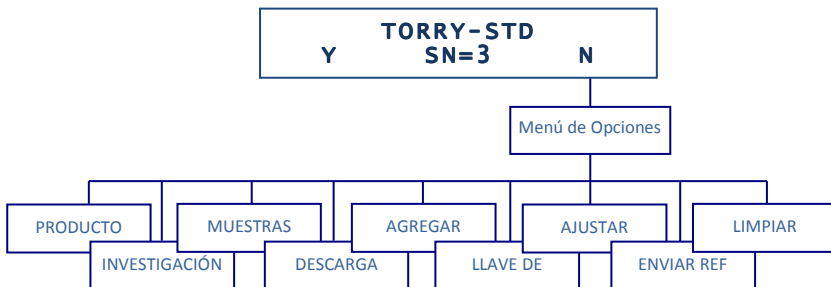 TORRY-STD
Y SN=3 N
Menú de Opciones
PRODUCTO
MUESTRAS
AGREGAR
AJUSTAR
LIMPIAR
INVESTIGACIÓN
DESCARGA
LLAVE DE
ENVIAR REF